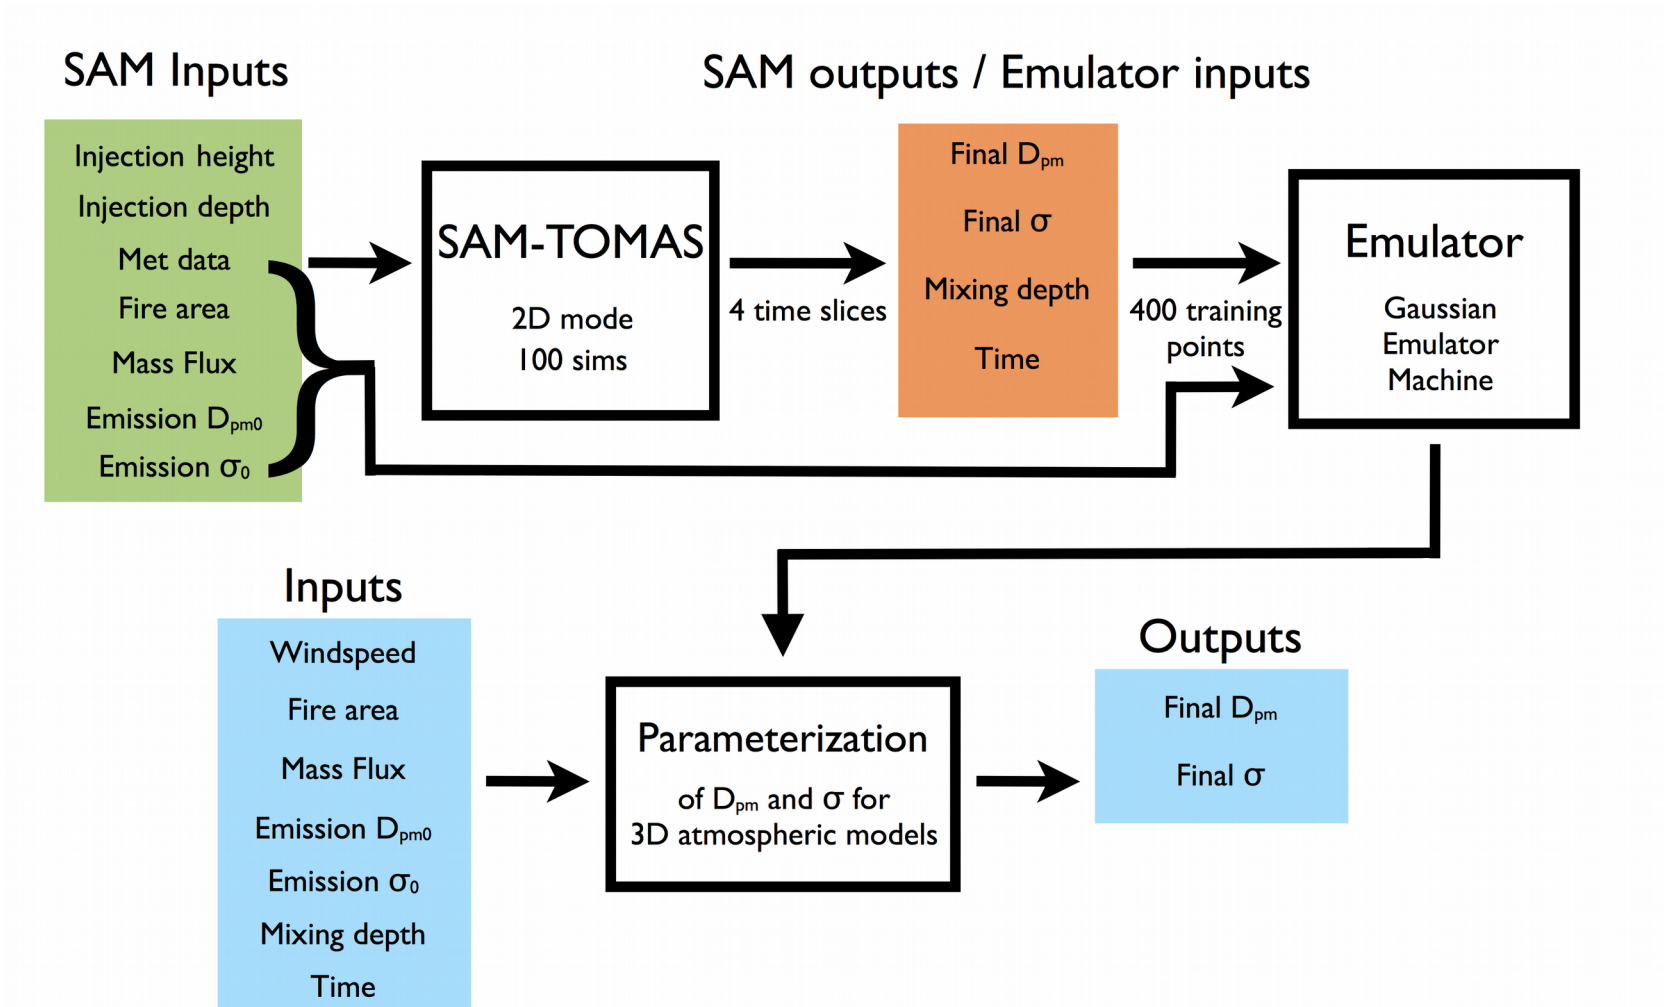 SAM Inputs
Injection height
Injection depth
Met data
Fire area
Mass Flux
Emission Dpm0
Emission σ0
SAM-TOMAS
2D mode
100 sims
4 time slices
SAM outputs / Emulator inputs
Final Dpm
Final σ
Mixing depth
Time
400 training
points
Emulator
Gaussian
Emulator
Machine
Inputs
Windspeed
Fire area
Mass Flux
Emission Dpm0
Emission σ0
Mixing depth
Time
Parameterization
of Dpm and σ for
3D atmospheric models
Outputs
Final Dpm
Final σ